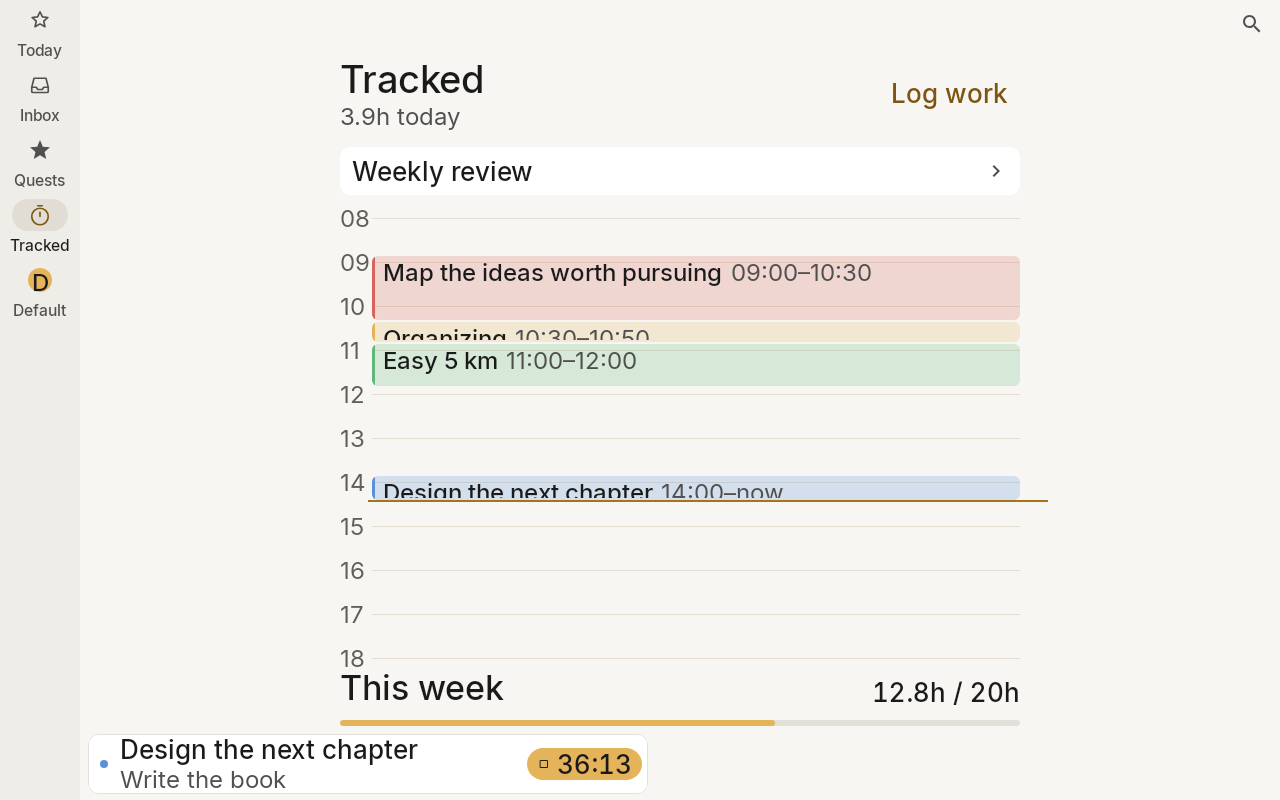 Today
Inbox
Quests
Tracked
D
Default
Tracked
3.9h today
Log work
Weekly review
08
09
Map the ideas worth pursuing 09:00–10:30
10
Organizing 10:30–10:50
11
Easy 5 km 11:00–12:00
12
13
14
Design the next chapter 14:00–now
15
16
17
18
This week
12.8h / 20h
Design the next chapter
Write the book
36:13